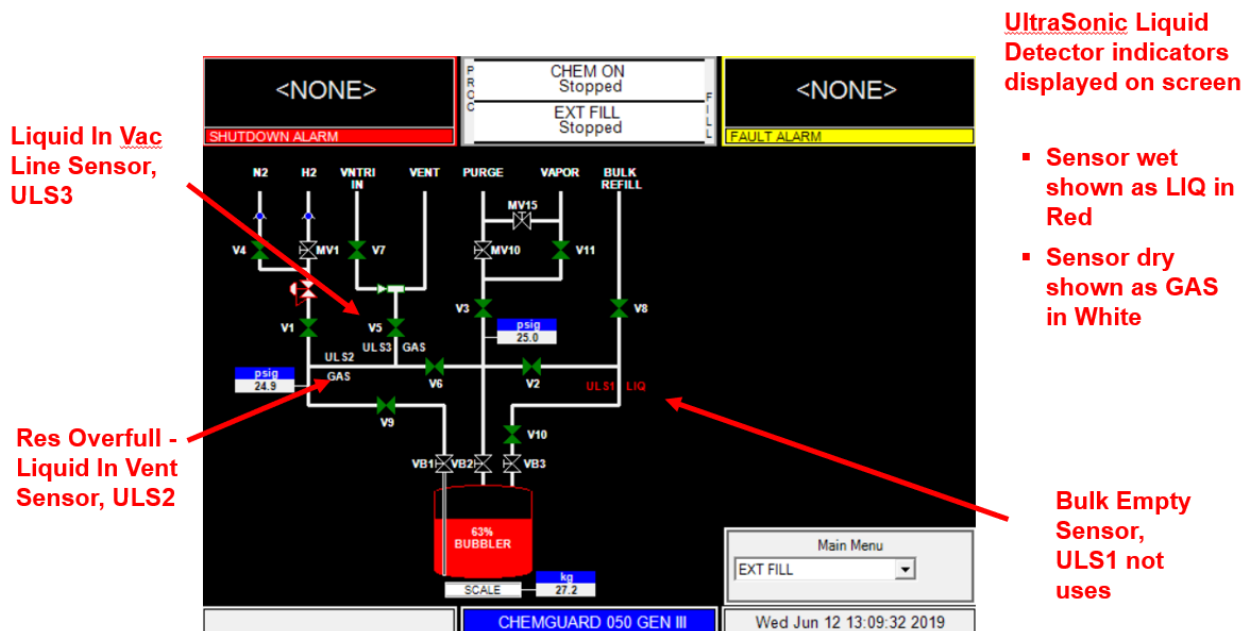 UltraSonic Liquid
Detector indicators
displayed on screen
▪ Sensor wet
shown as LIQ in
Red
▪ Sensor dry
shown as GAS
in White
Liquid In Vac
Line Sensor,
ULS3
Res Overfull -
Liquid In Vent
Sensor, ULS2
Bulk Empty
Sensor,
ULS1 not
uses
<NONE>
SHUTDOWN ALARM
PROC
CHEM ON
Stopped
EXT FILL
Stopped
FILL
<NONE>
FAULT ALARM
N2
H2
VNTRI
IN
VENT
PURGE
VAPOR
BULK
REFILL
MV15
V4
MV1
V7
MV10
V11
V3
V8
V1
V5
psig
25.0
ULS3 GAS
ULS2
GAS
psig
24.9
V6
V2
ULS1 LIQ
V9
V10
VB1
VB2
VB3
63%
BUBBLER
SCALE
kg
27.2
Main Menu
EXT FILL
CHEMGUARD 050 GEN III
Wed Jun 12 13:09:32 2019